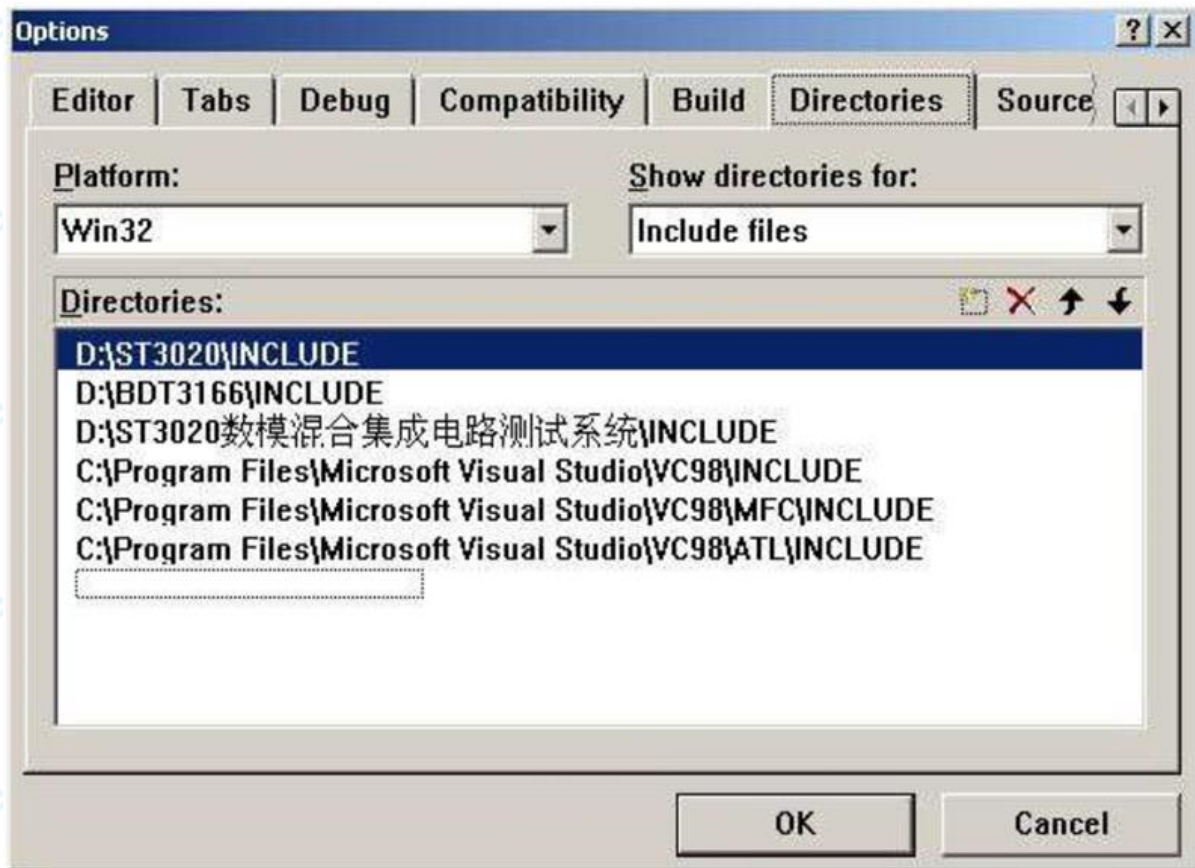 Options
Editor Tabs Debug Compatibility Build Directories Source
Platform: Show directories for:
Win32 Include files
Directories:
D:\ST3020\INCLUDE
D:\BDT3166\INCLUDE
D:\ST3020数模混合集成电路测试系统\INCLUDE
C:\Program Files\Microsoft Visual Studio\VC98\INCLUDE
C:\Program Files\Microsoft Visual Studio\VC98\MFC\INCLUDE
C:\Program Files\Microsoft Visual Studio\VC98\ATL\INCLUDE
OK Cancel